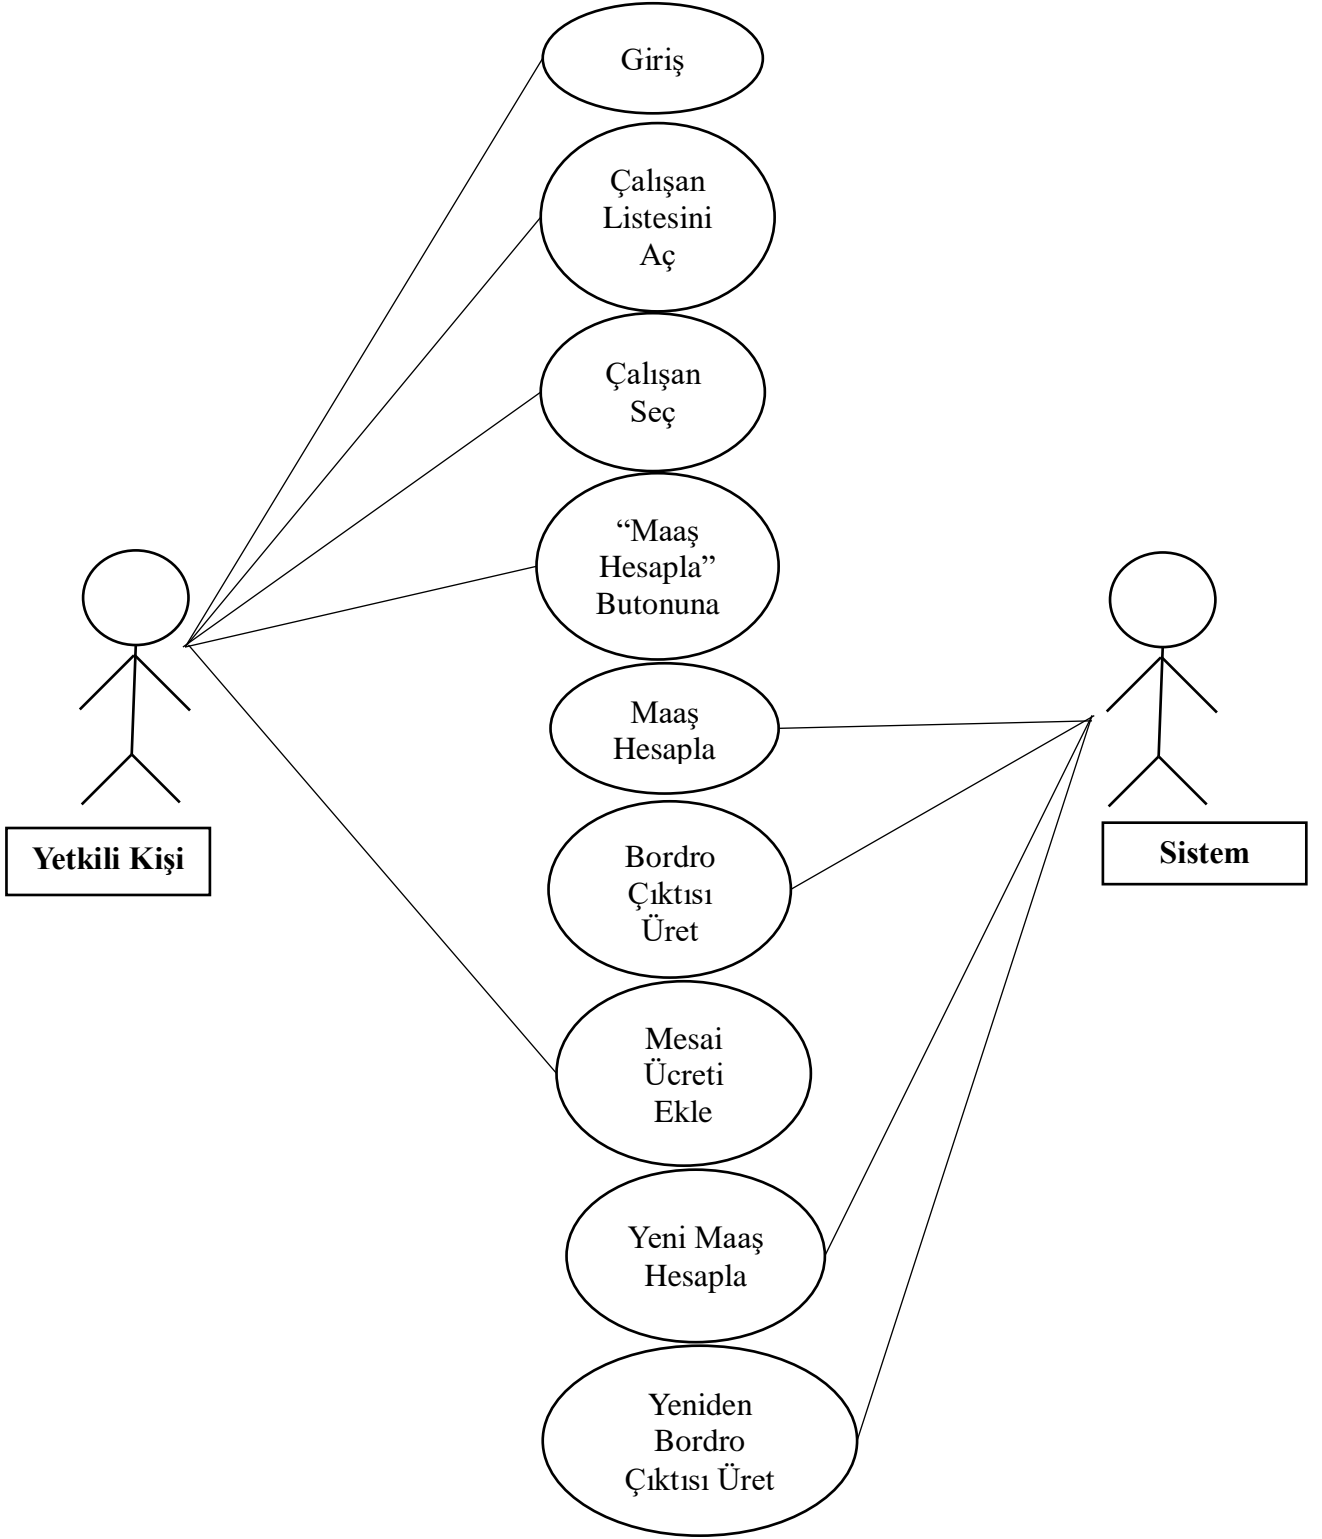 Giriş
Çalışan
Listesini
Aç
Çalışan
Seç
“Maaş
Hesapla”
Butonuna
Maaş
Hesapla
Yetkili Kişi
Sistem
Bordro
Çıktısı
Üret
Mesai
Ücreti
Ekle
Yeni Maaş
Hesapla
Yeniden
Bordro
Çıktısı Üret